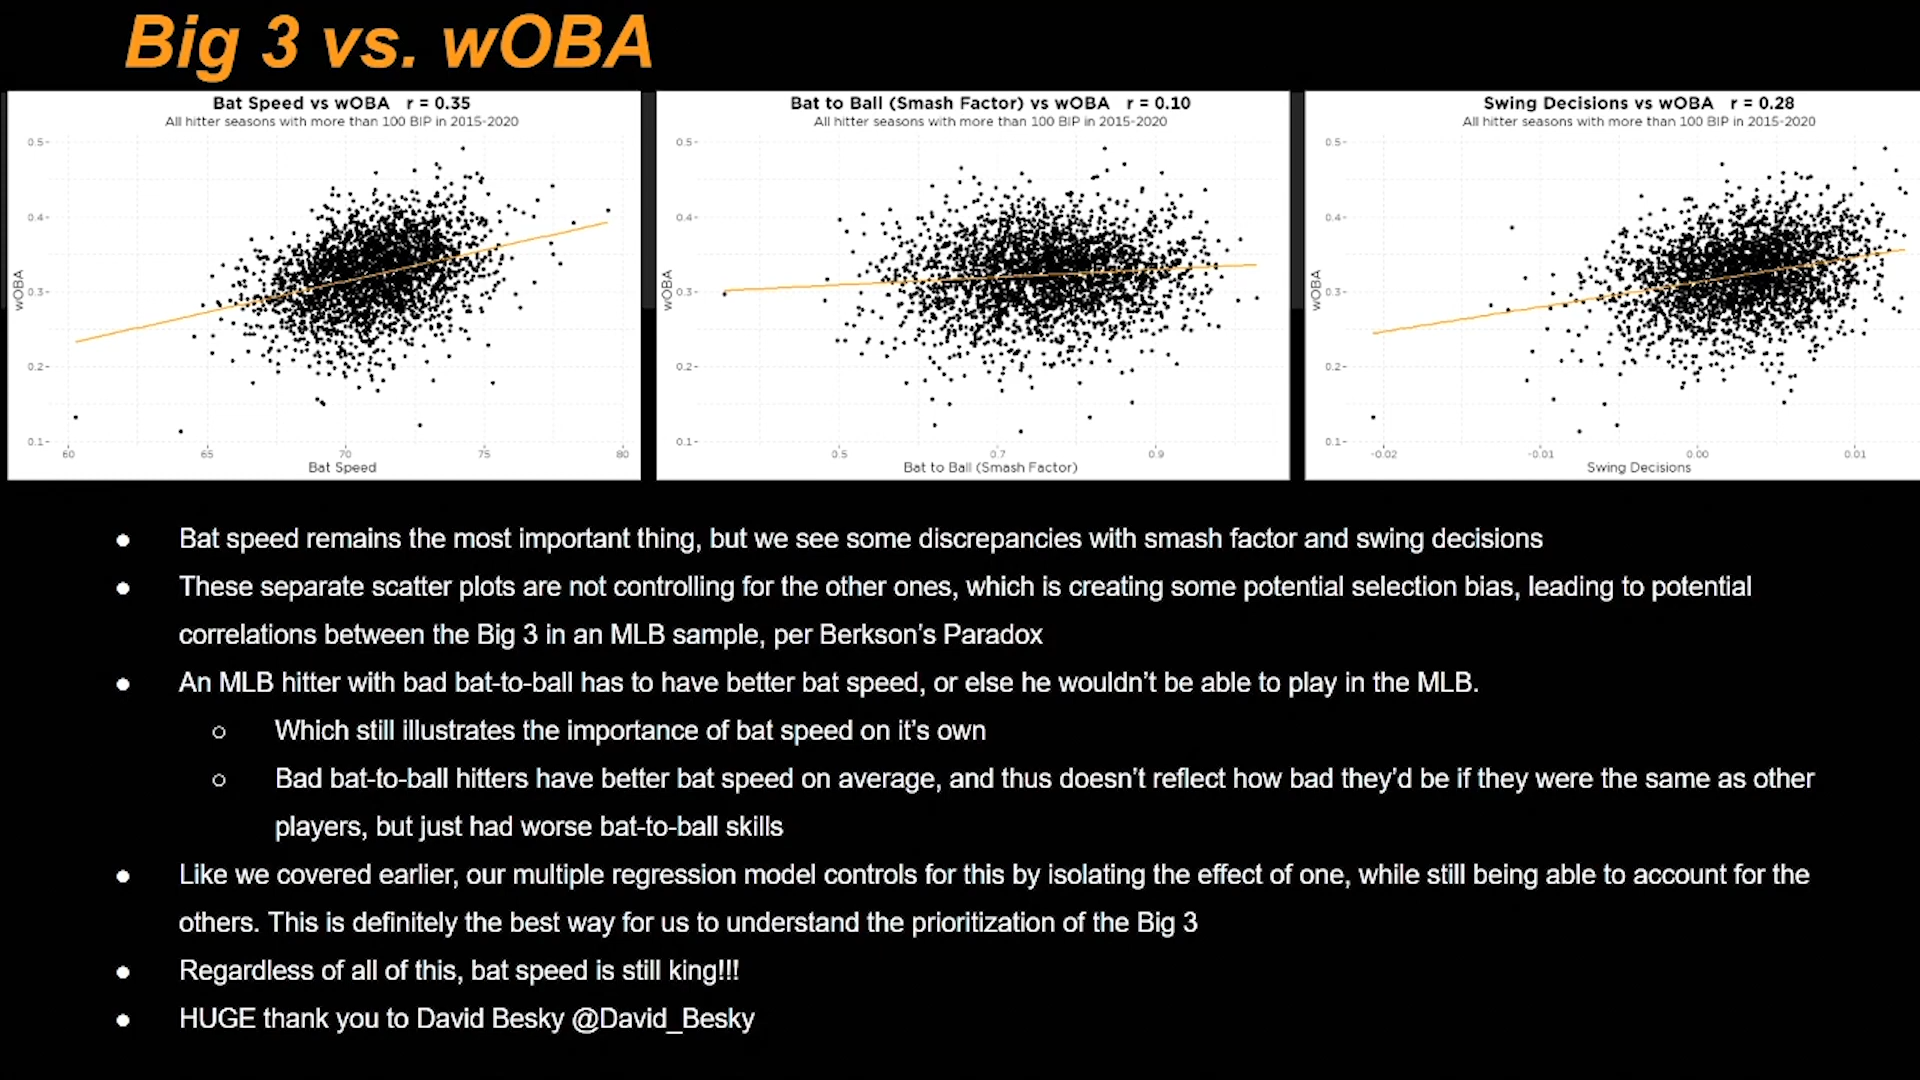 Big 3 vs. wOBA
Bat Speed vs wOBA r = 0.35
All hitter seasons with more than 100 BIP in 2015-2020
0.5
0.4
0.3
0.2
0.1
wOBA
60 65 70 75 80
Bat Speed
Bat to Ball (Smash Factor) vs wOBA r = 0.10
All hitter seasons with more than 100 BIP in 2015-2020
0.5
0.4
0.3
0.2
0.1
wOBA
0.5 0.7 0.9
Bat to Ball (Smash Factor)
Swing Decisions vs wOBA r = 0.28
All hitter seasons with more than 100 BIP in 2015-2020
0.5
0.4
0.3
0.2
0.1
wOBA
-0.02 -0.01 0.00 0.01
Swing Decisions
● Bat speed remains the most important thing, but we see some discrepancies with smash factor and swing decisions
● These separate scatter plots are not controlling for the other ones, which is creating some potential selection bias, leading to potential
correlations between the Big 3 in an MLB sample, per Berkson's Paradox
● An MLB hitter with bad bat-to-ball has to have better bat speed, or else he wouldn't be able to play in the MLB.
○ Which still illustrates the importance of bat speed on it's own
○ Bad bat-to-ball hitters have better bat speed on average, and thus doesn't reflect how bad they'd be if they were the same as other
players, but just had worse bat-to-ball skills
● Like we covered earlier, our multiple regression model controls for this by isolating the effect of one, while still being able to account for the
others. This is definitely the best way for us to understand the prioritization of the Big 3
● Regardless of all of this, bat speed is still king!!!
● HUGE thank you to David Besky @David_Besky